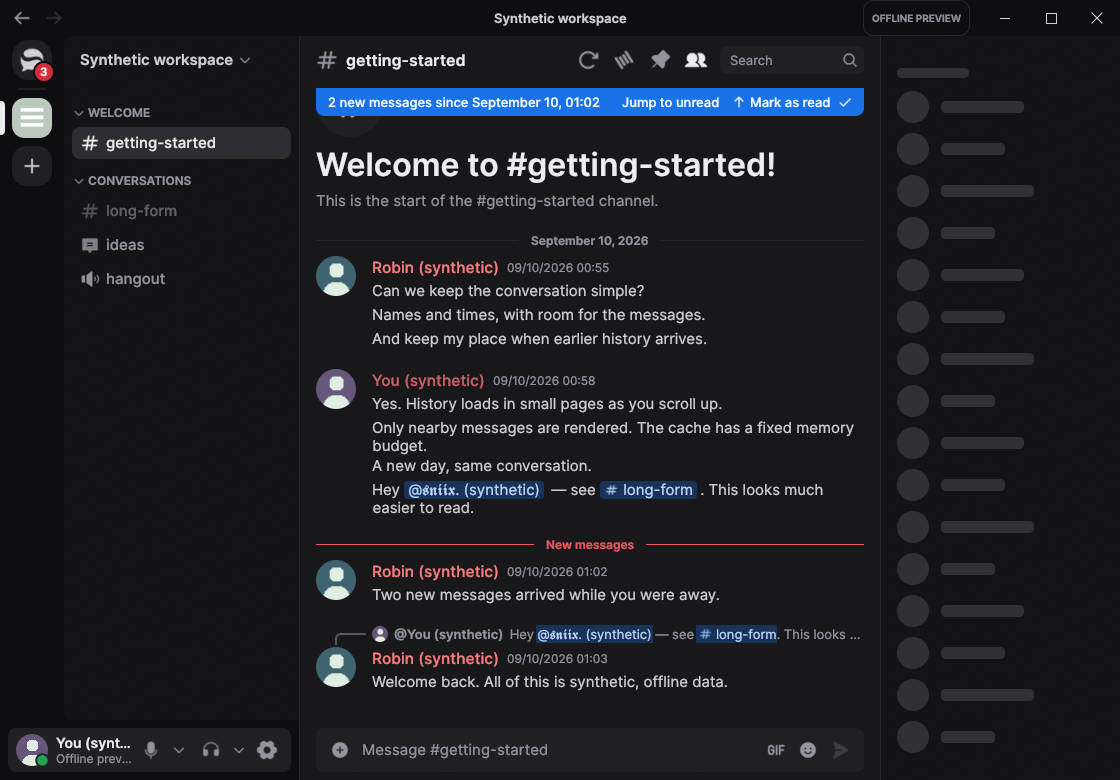 Synthetic workspace
OFFLINE PREVIEW
3
Synthetic workspace
WELCOME
getting-started
CONVERSATIONS
long-form
ideas
hangout
getting-started
Search
2 new messages since September 10, 01:02 Jump to unread ↑ Mark as read ✓
Welcome to #getting-started!
This is the start of the #getting-started channel.
September 10, 2026
Robin (synthetic) 09/10/2026 00:55
Can we keep the conversation simple?
Names and times, with room for the messages.
And keep my place when earlier history arrives.
You (synthetic) 09/10/2026 00:58
Yes. History loads in small pages as you scroll up.
Only nearby messages are rendered. The cache has a fixed memory
budget.
A new day, same conversation.
Hey @𝖘𝖓𝖎́𝖎𝖝. (synthetic) — see # long-form . This looks much
easier to read.
New messages
Robin (synthetic) 09/10/2026 01:02
Two new messages arrived while you were away.
@You (synthetic) Hey @𝖘𝖓𝖎́𝖎𝖝. (synthetic) — see # long-form. This looks ...
Robin (synthetic) 09/10/2026 01:03
Welcome back. All of this is synthetic, offline data.
You (synt...
Offline prev...
Message #getting-started
GIF